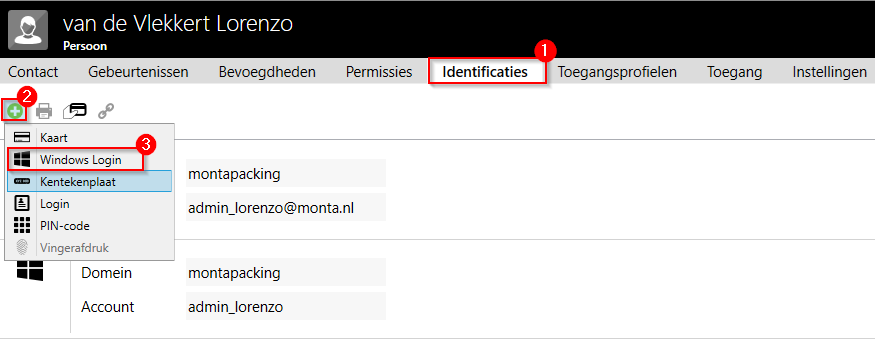 van de Vlekkert Lorenzo
Persoon
1
Contact Gebeurtenissen Bevoegdheden Permissies Identificaties Toegangsprofielen Toegang Instellingen
2
Kaart
3
Windows Login
montapacking
Kentekenplaat
Login
admin_lorenzo@monta.nl
PIN-code
Vingerafdruk
Domein montapacking
Account admin_lorenzo